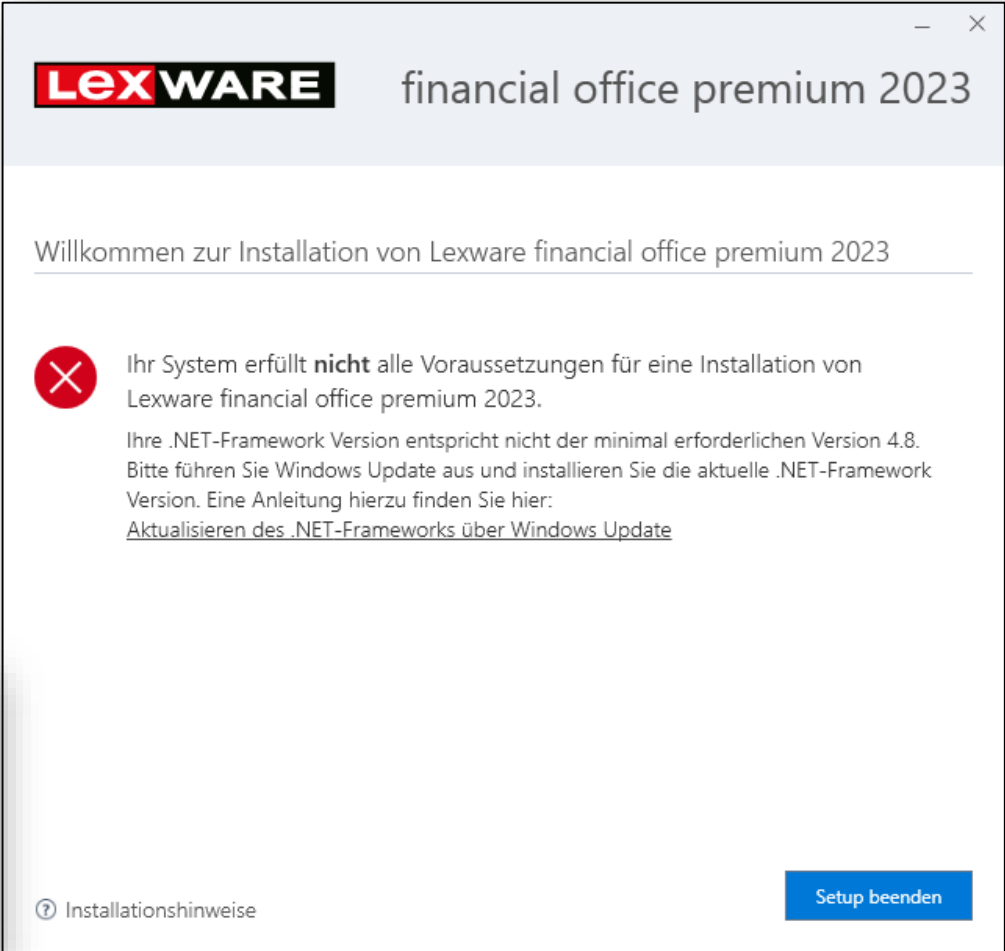 LEXWARE financial office premium 2023
Willkommen zur Installation von Lexware financial office premium 2023
Ihr System erfüllt nicht alle Voraussetzungen für eine Installation von
Lexware financial office premium 2023.
Ihre .NET-Framework Version entspricht nicht der minimal erforderlichen Version 4.8.
Bitte führen Sie Windows Update aus und installieren Sie die aktuelle .NET-Framework
Version. Eine Anleitung hierzu finden Sie hier:
Aktualisieren des .NET-Frameworks über Windows Update
Setup beenden
? Installationshinweise